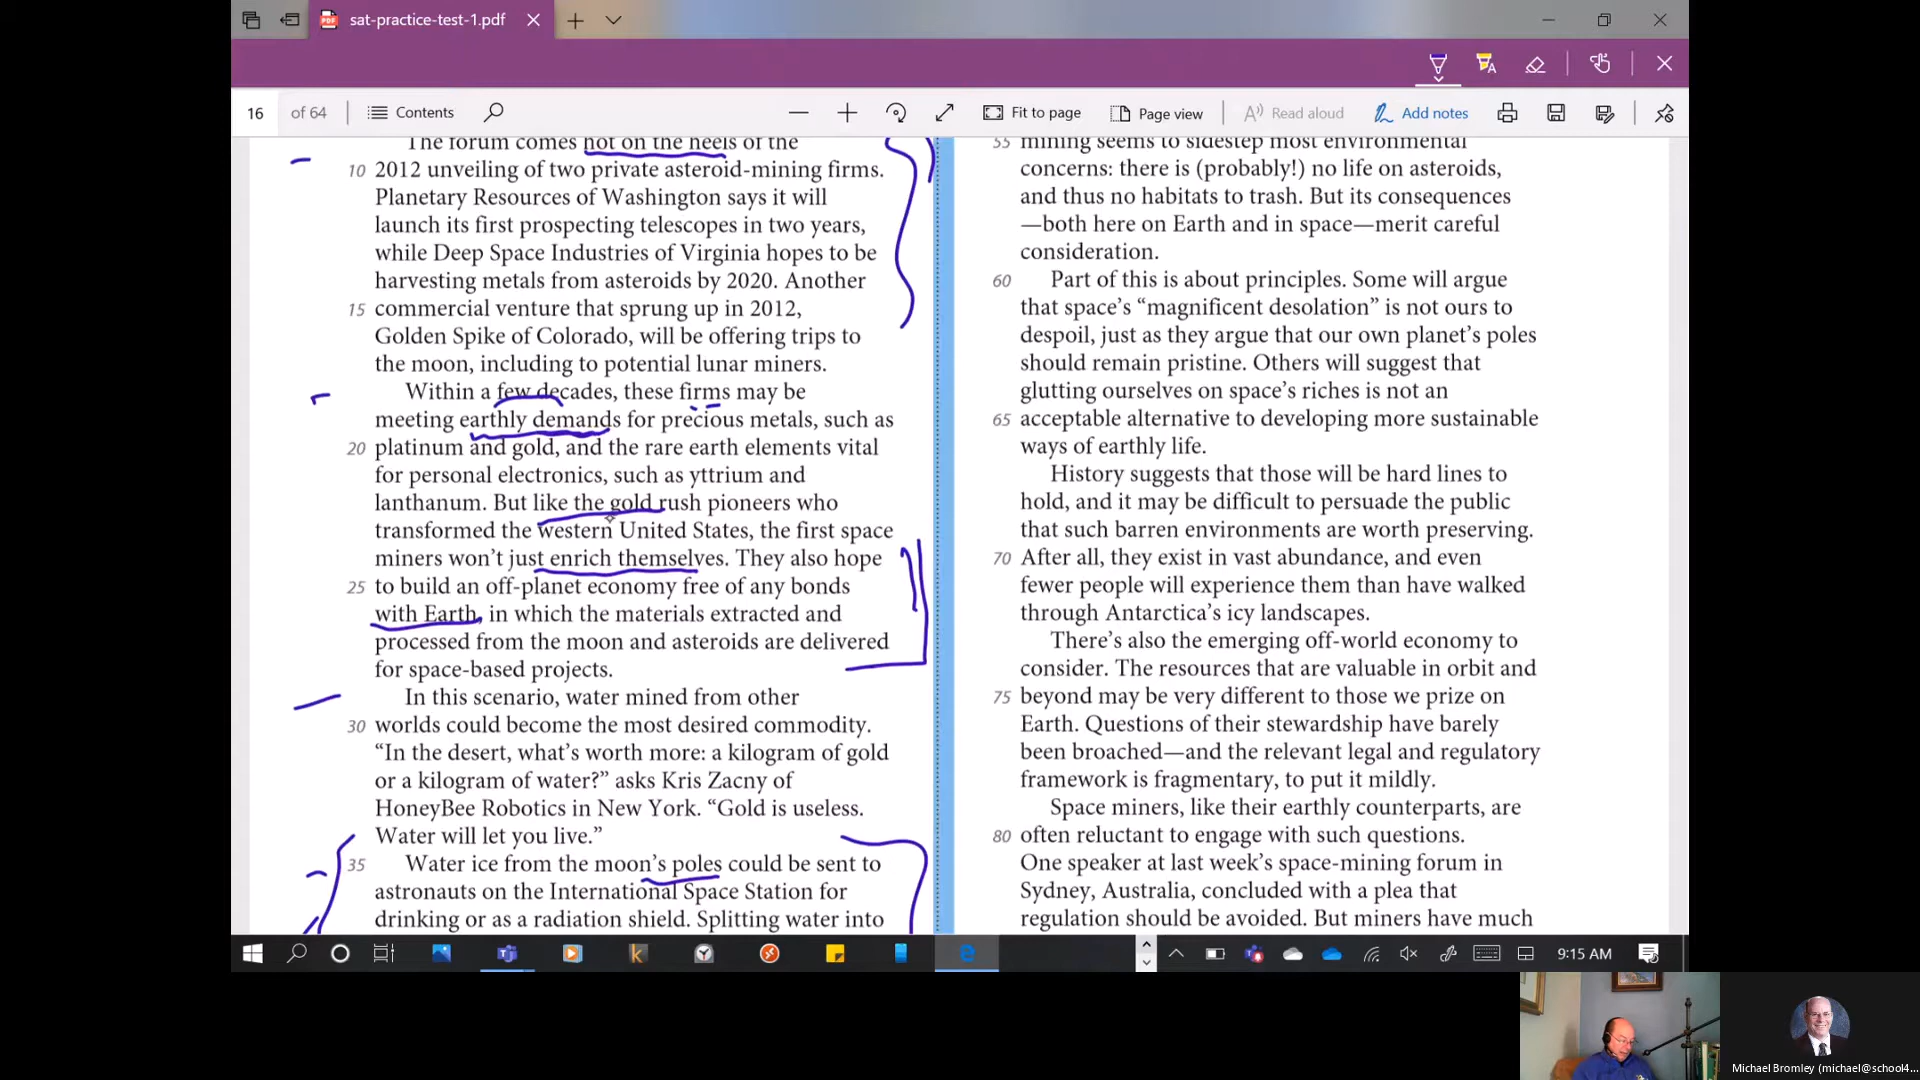 sat-practice-test-1.pdf
16 of 64
Contents
Fit to page
Page view
Read aloud
Add notes
The forum comes hot on the heels of the
10 2012 unveiling of two private asteroid-mining firms.
Planetary Resources of Washington says it will
launch its first prospecting telescopes in two years,
while Deep Space Industries of Virginia hopes to be
harvesting metals from asteroids by 2020. Another
15 commercial venture that sprung up in 2012,
Golden Spike of Colorado, will be offering trips to
the moon, including to potential lunar miners.
Within a few decades, these firms may be
meeting earthly demands for precious metals, such as
20 platinum and gold, and the rare earth elements vital
for personal electronics, such as yttrium and
lanthanum. But like the gold rush pioneers who
transformed the western United States, the first space
miners won't just enrich themselves. They also hope
25 to build an off-planet economy free of any bonds
with Earth, in which the materials extracted and
processed from the moon and asteroids are delivered
for space-based projects.
In this scenario, water mined from other
30 worlds could become the most desired commodity.
“In the desert, what's worth more: a kilogram of gold
or a kilogram of water?” asks Kris Zacny of
HoneyBee Robotics in New York. “Gold is useless.
Water will let you live.”
35 Water ice from the moon's poles could be sent to
astronauts on the International Space Station for
drinking or as a radiation shield. Splitting water into
55 mining seems to sidestep most environmental
concerns: there is (probably!) no life on asteroids,
and thus no habitats to trash. But its consequences
—both here on Earth and in space—merit careful
consideration.
60 Part of this is about principles. Some will argue
that space's “magnificent desolation” is not ours to
despoil, just as they argue that our own planet's poles
should remain pristine. Others will suggest that
glutting ourselves on space's riches is not an
65 acceptable alternative to developing more sustainable
ways of earthly life.
History suggests that those will be hard lines to
hold, and it may be difficult to persuade the public
that such barren environments are worth preserving.
70 After all, they exist in vast abundance, and even
fewer people will experience them than have walked
through Antarctica's icy landscapes.
There's also the emerging off-world economy to
consider. The resources that are valuable in orbit and
75 beyond may be very different to those we prize on
Earth. Questions of their stewardship have barely
been broached—and the relevant legal and regulatory
framework is fragmentary, to put it mildly.
Space miners, like their earthly counterparts, are
80 often reluctant to engage with such questions.
One speaker at last week's space-mining forum in
Sydney, Australia, concluded with a plea that
regulation should be avoided. But miners have much
9:15 AM
Michael Bromley (michael@school4...